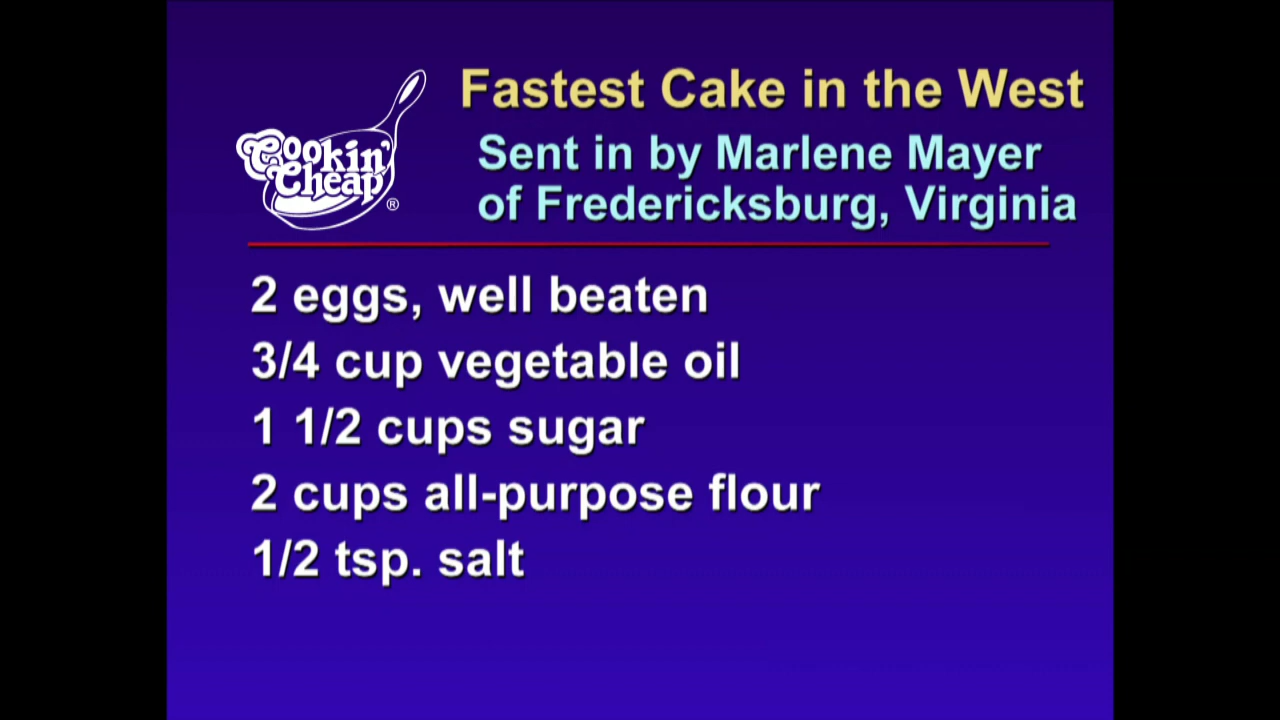 Cookin'
Cheap
®
Fastest Cake in the West
Sent in by Marlene Mayer
of Fredericksburg, Virginia
2 eggs, well beaten
3/4 cup vegetable oil
1 1/2 cups sugar
2 cups all-purpose flour
1/2 tsp. salt